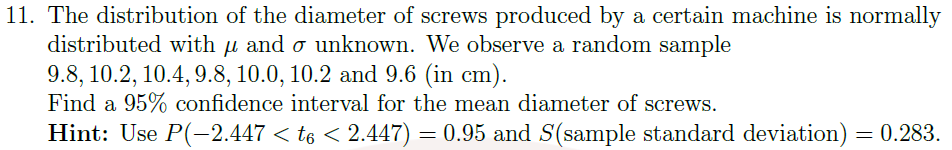 11. The distribution of the diameter of screws produced by a certain machine is normally
distributed with μ and σ unknown. We observe a random sample
9.8, 10.2, 10.4, 9.8, 10.0, 10.2 and 9.6 (in cm).
Find a 95% confidence interval for the mean diameter of screws.
Hint: Use P(−2.447 < t₆ < 2.447) = 0.95 and S(sample standard deviation) = 0.283.